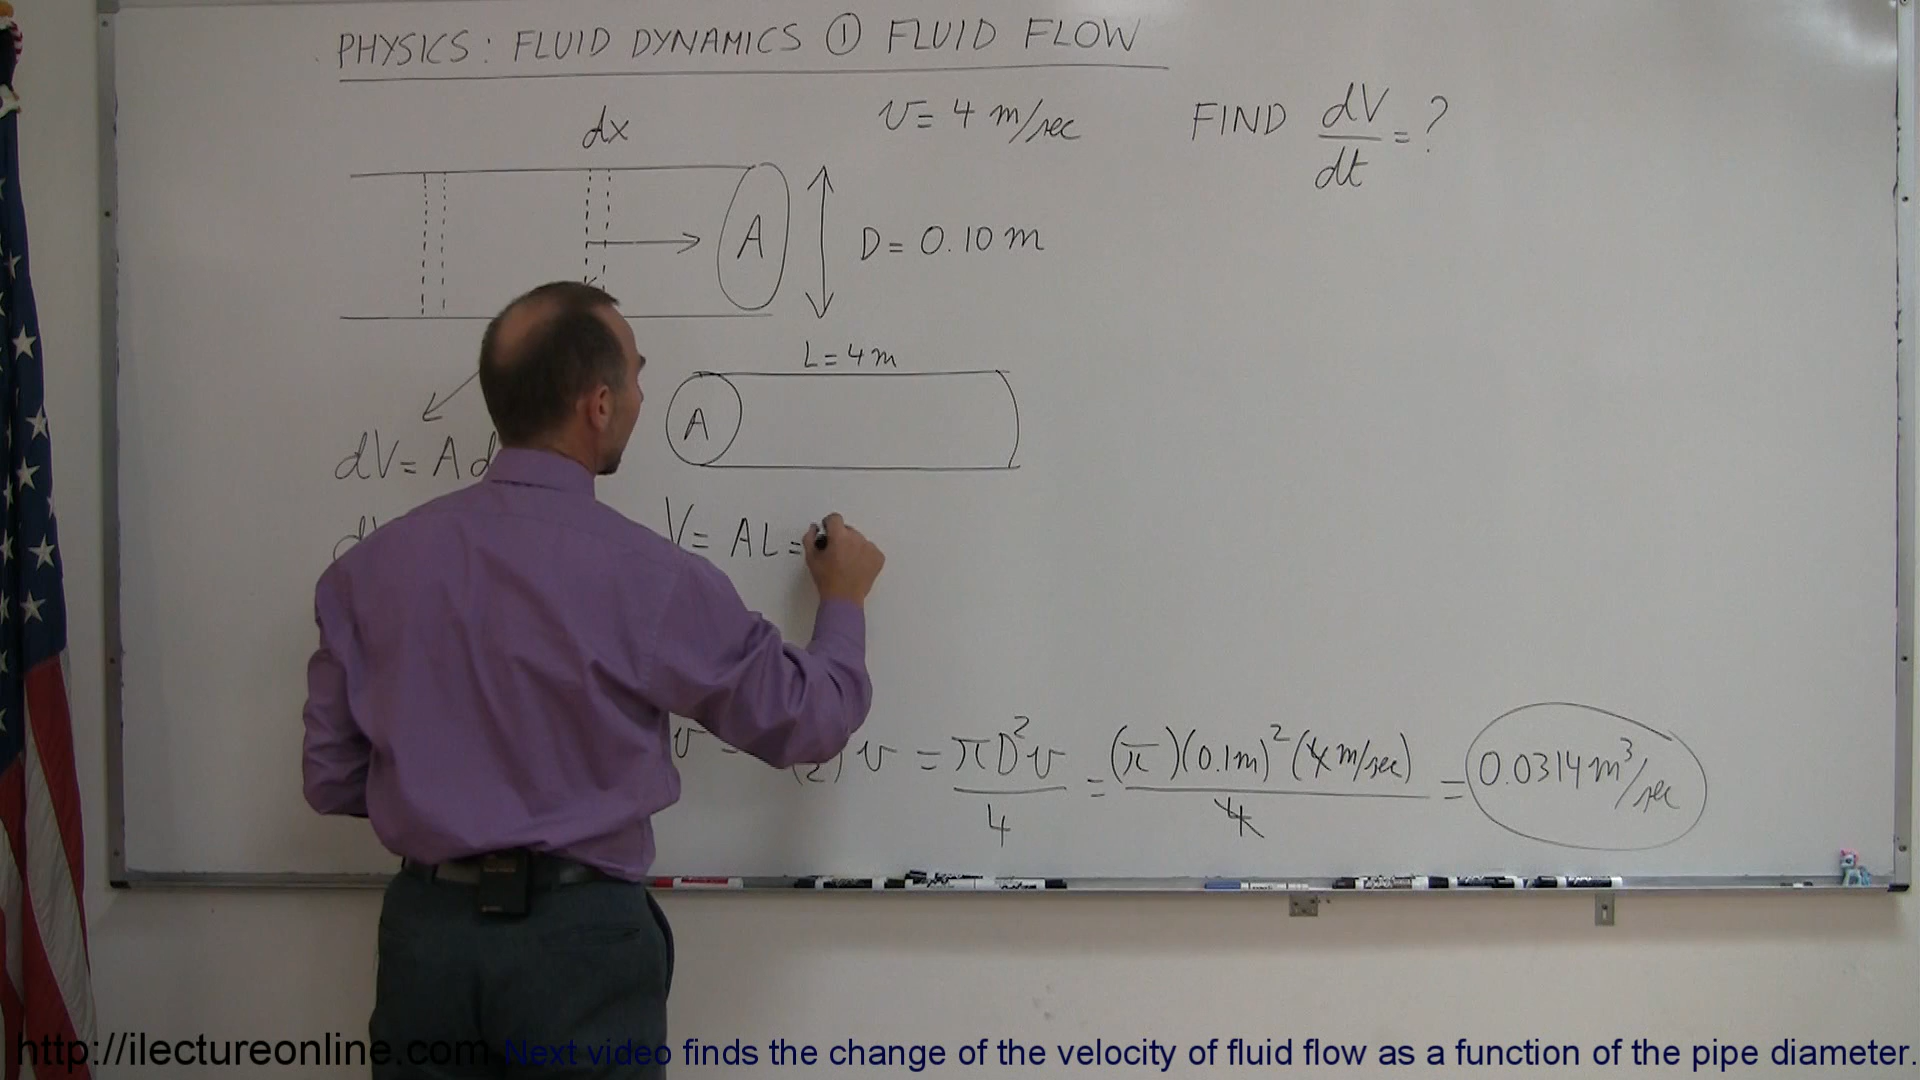 PHYSICS: FLUID DYNAMICS ① FLUID FLOW
dx
v = 4 m/sec
FIND dV/dt = ?
A
D = 0.10 m
L = 4 m
A
dV = A d
V = AL =
v = (2) v = πD²v/4 = (π)(0.1m)²(4 m/sec)/4 = 0.0314 m³/sec
http://ilectureonline.com
Next video finds the change of the velocity of fluid flow as a function of the pipe diameter.